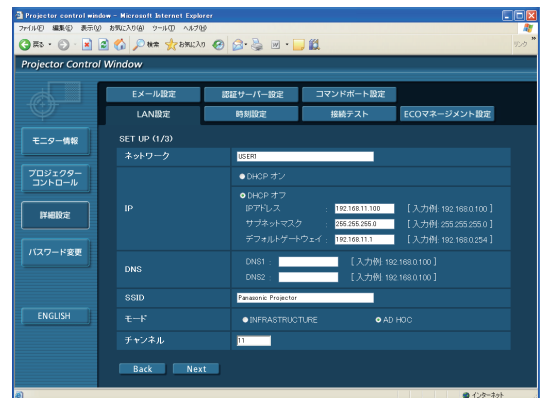 Projector control window - Microsoft Internet Explorer
ファイル(F) 編集(E) 表示(V) お気に入り(A) ツール(T) ヘルプ(H)
戻る 検索 お気に入り リンク
Projector Control Window
Eメール設定 認証サーバー設定 コマンドポート設定
LAN設定 時刻設定 接続テスト ECOマネージメント設定
モニター情報
プロジェクター
コントロール
詳細設定
パスワード変更
ENGLISH
SET UP (1/3)
ネットワーク USER1
IP
DHCP オン
DHCP オフ
IPアドレス : 192.168.11.100 [ 入力例: 192.168.0.100 ]
サブネットマスク : 255.255.255.0 [ 入力例: 255.255.255.0 ]
デフォルトゲートウェイ : 192.168.11.1 [ 入力例: 192.168.0.254 ]
DNS
DNS1 : [ 入力例: 192.168.0.100 ]
DNS2 : [ 入力例: 192.168.0.100 ]
SSID Panasonic Projector
モード INFRASTRUCTURE AD HOC
チャンネル 11
Back Next
インターネット